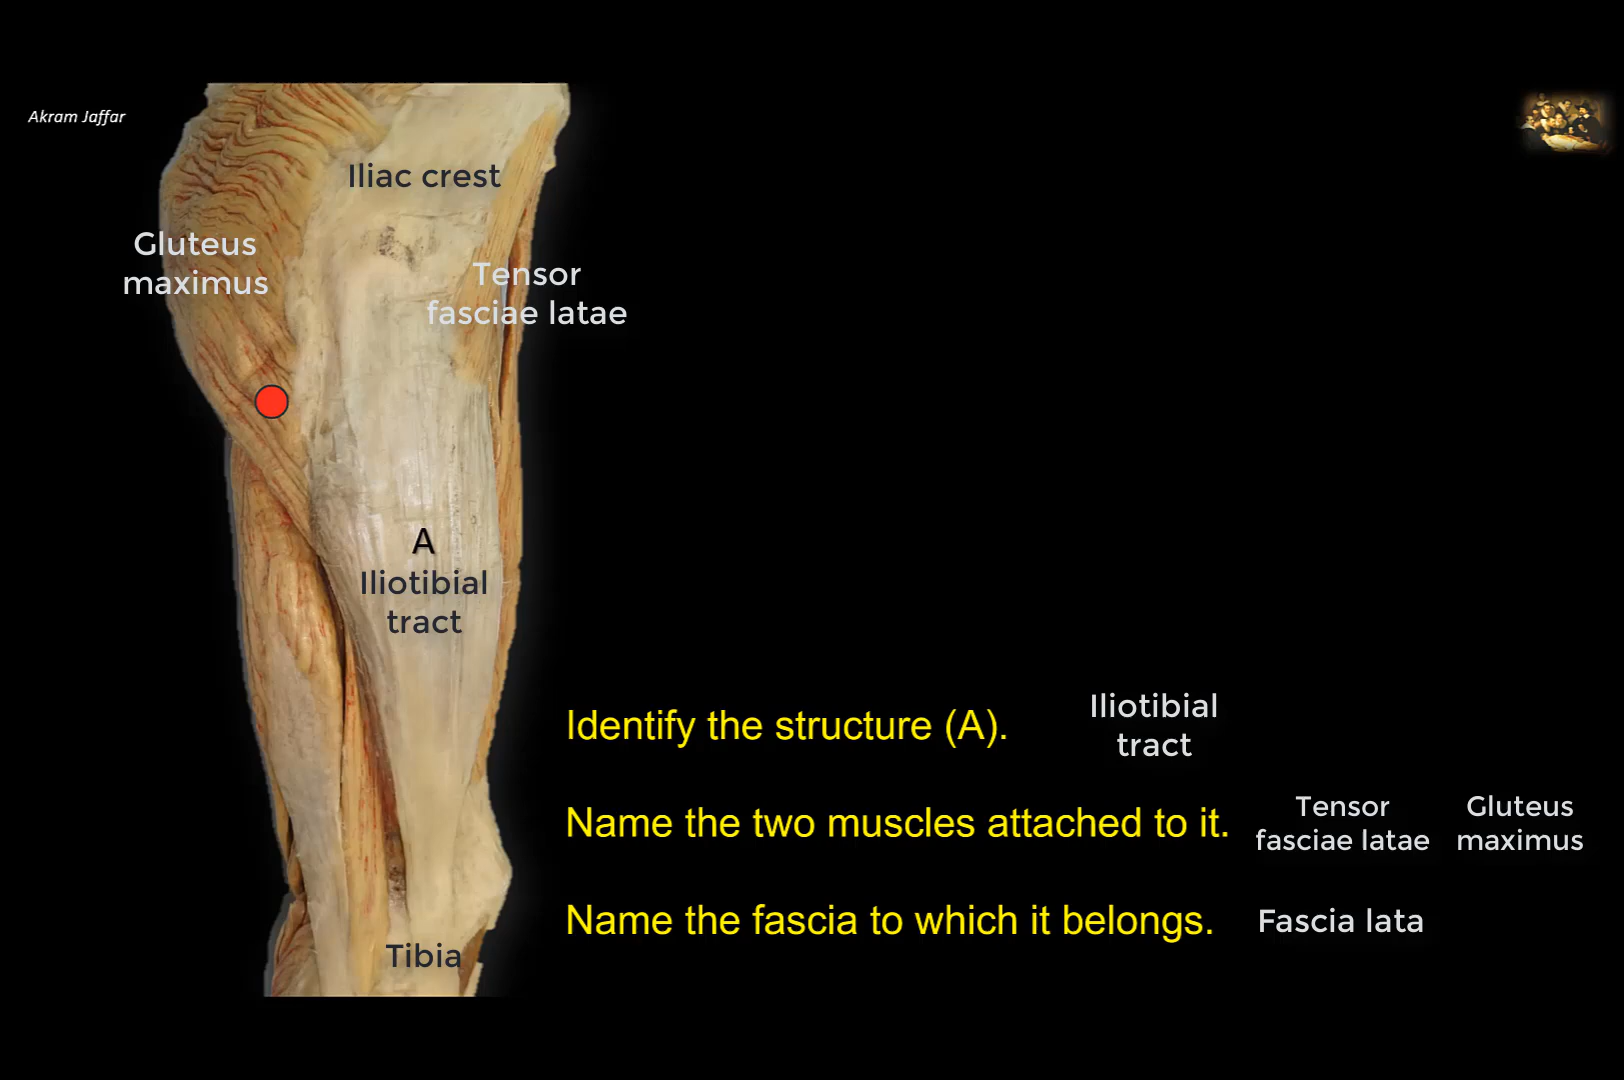 Akram Jaffar
Iliac crest
Gluteus
maximus
Tensor
fasciae latae
A
Iliotibial
tract
Identify the structure (A).
Iliotibial
tract
Name the two muscles attached to it.
Tensor
fasciae latae
Gluteus
maximus
Name the fascia to which it belongs.
Fascia lata
Tibia